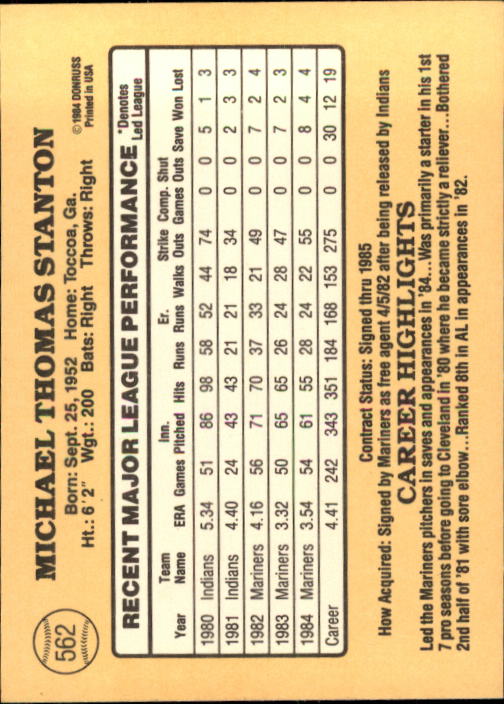 562
MICHAEL THOMAS STANTON
Born: Sept. 25, 1952 Home: Toccoa, Ga.
Ht.: 6'2" Wgt.: 200 Bats: Right Throws: Right
© 1984 DONRUSS
Printed in USA
RECENT MAJOR LEAGUE PERFORMANCE
*Denotes
Led League
Team Inn. Er. Strike Comp. Shut
Year Name ERA Games Pitched Hits Runs Runs Walks Outs Games Outs Save Won Lost
1980 Indians 5.34 51 86 98 58 52 44 74 0 0 5 1 3
1981 Indians 4.40 24 43 43 21 21 18 34 0 0 2 3 3
1982 Mariners 4.16 56 71 70 37 33 21 49 0 0 7 2 4
1983 Mariners 3.32 50 65 65 26 24 28 47 0 0 7 2 3
1984 Mariners 3.54 54 61 55 28 24 22 55 0 0 8 4 4
Career 4.41 242 343 351 184 168 153 275 0 0 30 12 19
Contract Status: Signed thru 1985
How Acquired: Signed by Mariners as free agent 4/5/82 after being released by Indians
CAREER HIGHLIGHTS
Led the Mariners pitchers in saves and appearances in '84...Was primarily a starter in his 1st
7 pro seasons before going to Cleveland in '80 where he became strictly a reliever...Bothered
2nd half of '81 with sore elbow...Ranked 8th in AL in appearances in '82.